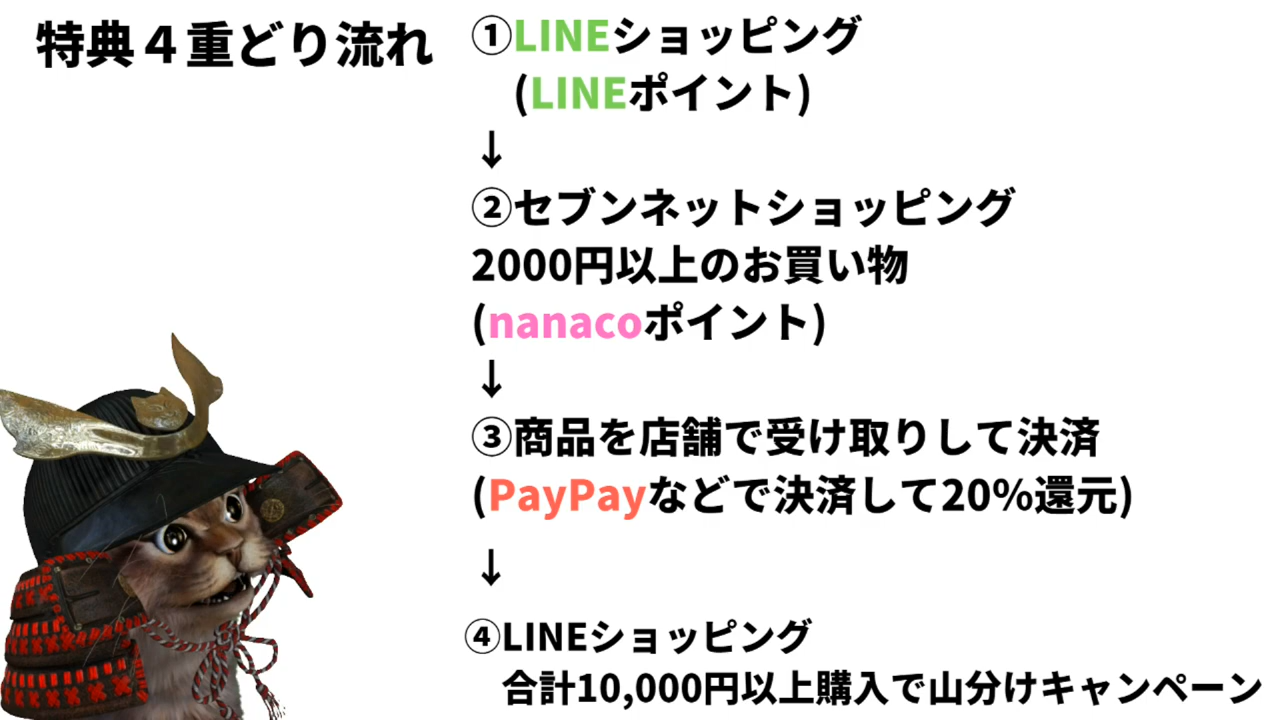 特典４重どり流れ
①LINEショッピング
(LINEポイント)
↓
②セブンネットショッピング
2000円以上のお買い物
(nanacoポイント)
↓
③商品を店舗で受け取りして決済
(PayPayなどで決済して20%還元)
↓
④LINEショッピング
合計10,000円以上購入で山分けキャンペーン